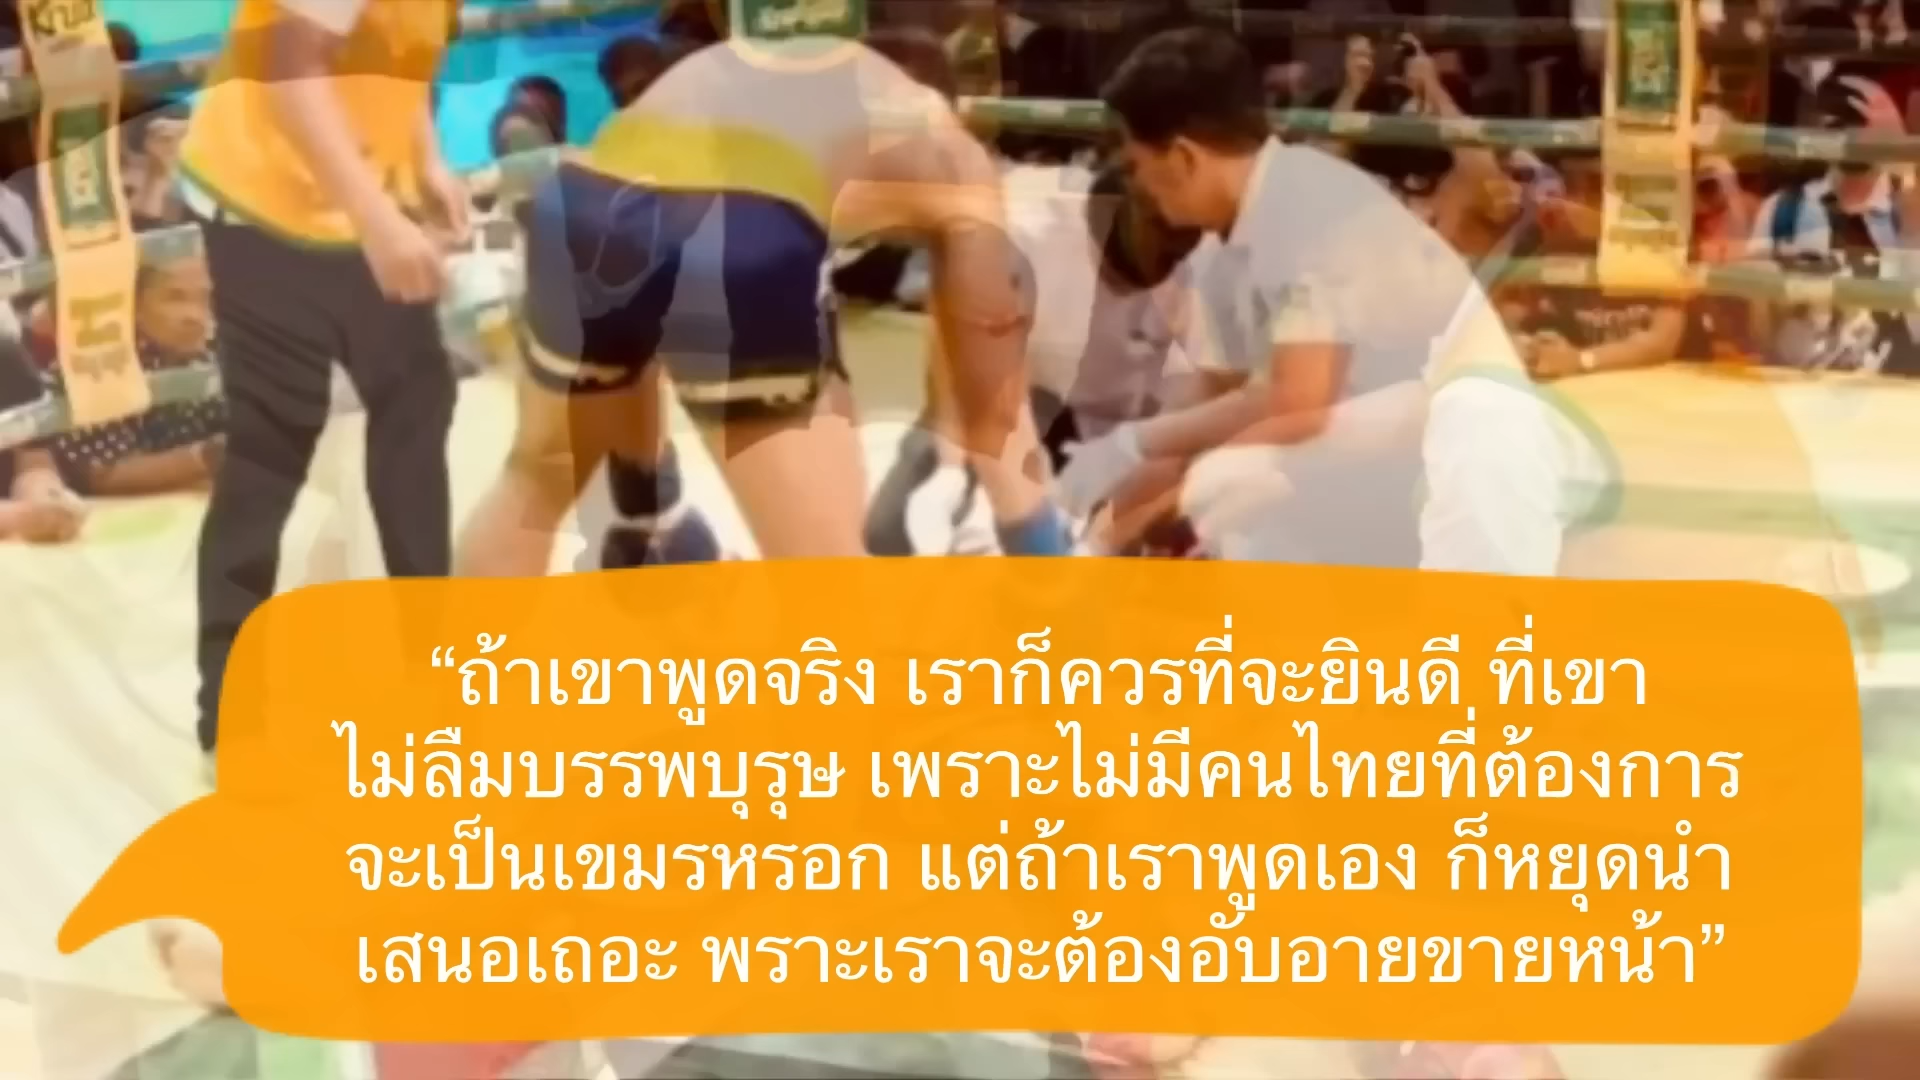 “ถ้าเขาพูดจริง เราก็ควรที่จะยินดี ที่เขา
ไม่ลืมบรรพบุรุษ เพราะไม่มีคนไทยที่ต้องการ
จะเป็นเขมรหรอก แต่ถ้าเราพูดเอง ก็หยุดนำ
เสนอเถอะ พราะเราจะต้องอับอายขายหน้า”